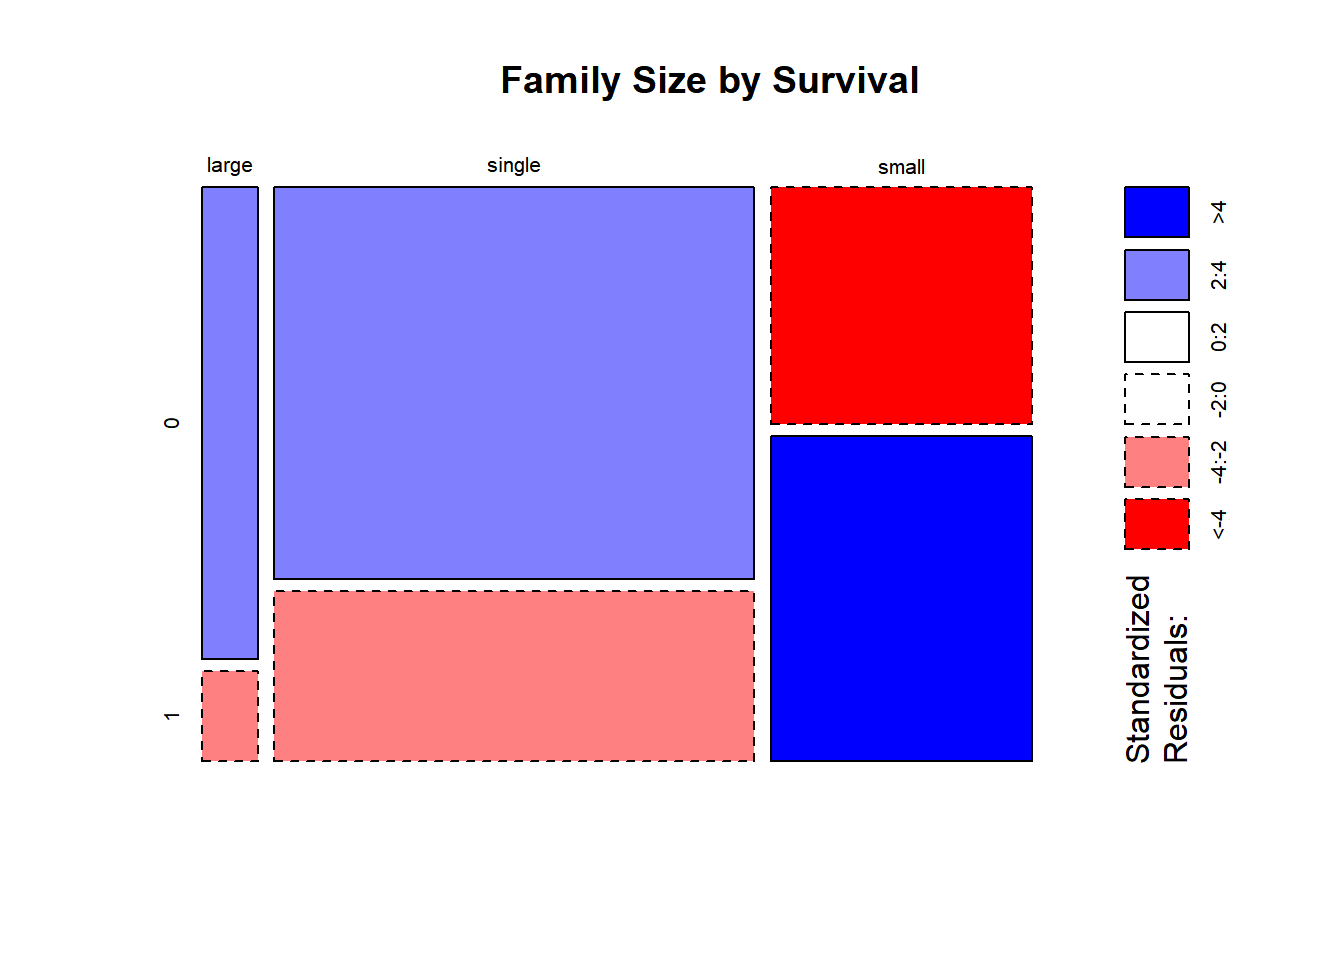 Family Size by Survival
large single small
0
1
>4
2:4
0:2
-2:0
-4:-2
<-4
Standardized
Residuals: